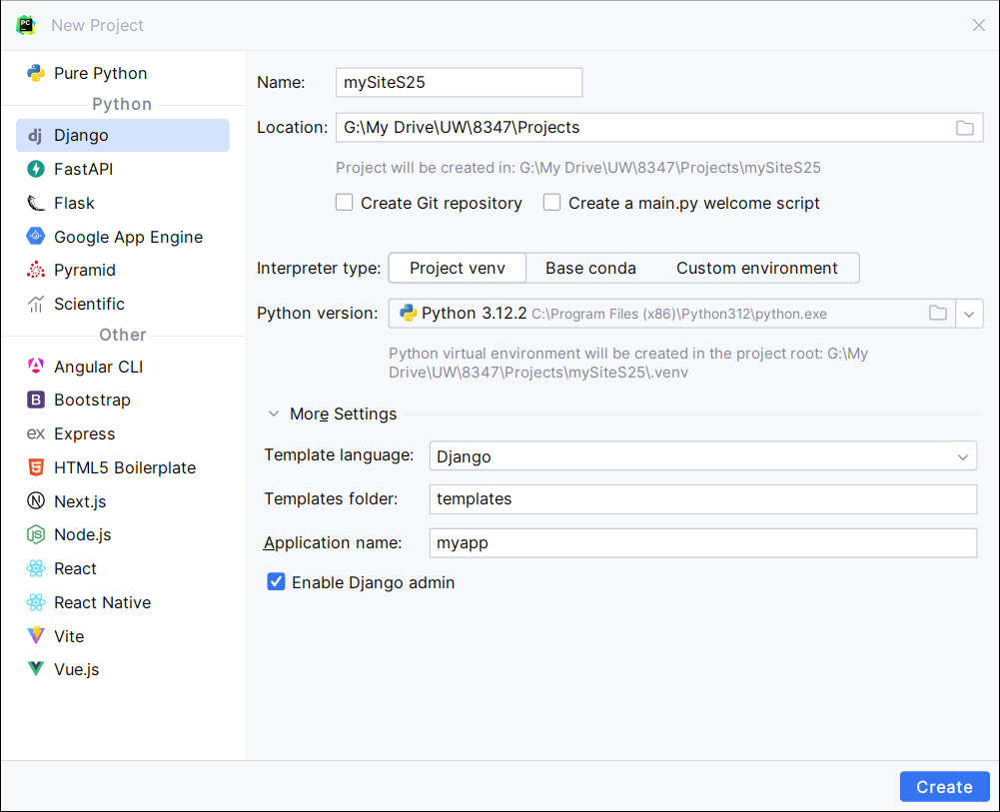 New Project
Pure Python
Python
Django
FastAPI
Flask
Google App Engine
Pyramid
Scientific
Other
Angular CLI
Bootstrap
Express
HTML5 Boilerplate
Next.js
Node.js
React
React Native
Vite
Vue.js
Name: mySiteS25
Location: G:\My Drive\UW\8347\Projects
Project will be created in: G:\My Drive\UW\8347\Projects\mySiteS25
Create Git repository Create a main.py welcome script
Interpreter type: Project venv Base conda Custom environment
Python version: Python 3.12.2 C:\Program Files (x86)\Python312\python.exe
Python virtual environment will be created in the project root: G:\My
Drive\UW\8347\Projects\mySiteS25\.venv
More Settings
Template language: Django
Templates folder: templates
Application name: myapp
Enable Django admin
Create